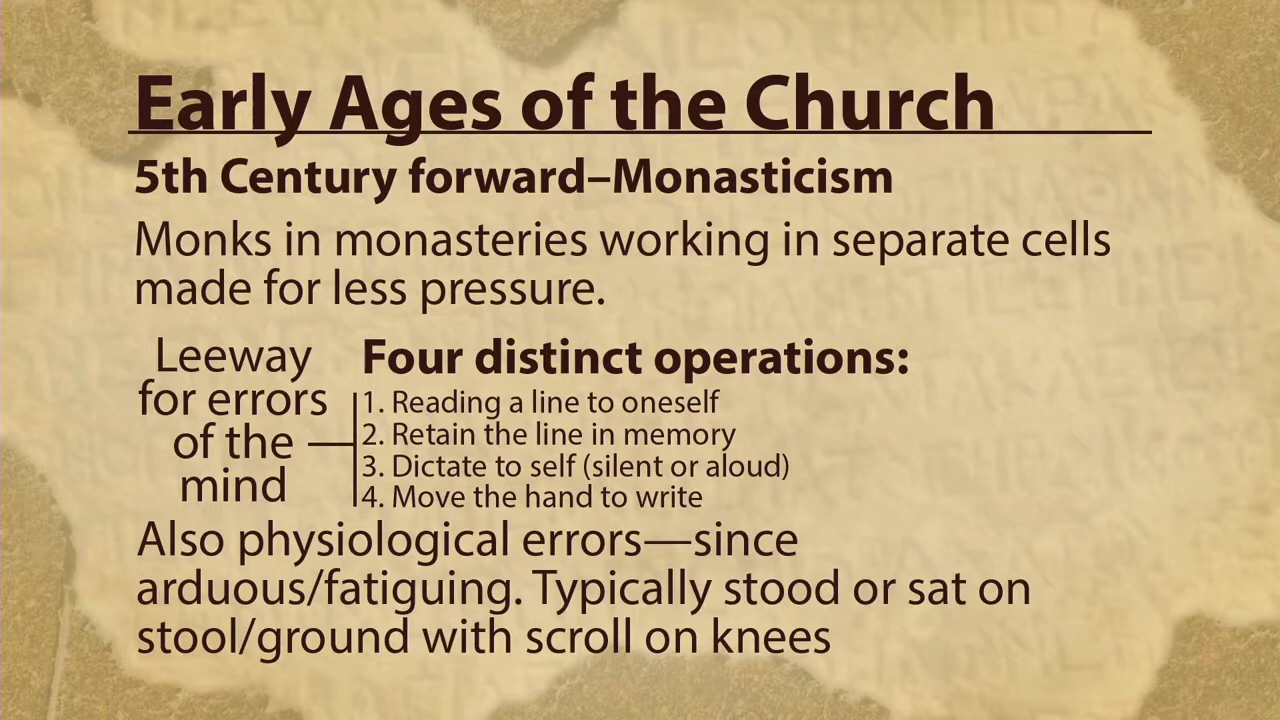 Early Ages of the Church
5th Century forward–Monasticism
Monks in monasteries working in separate cells
made for less pressure.
Leeway
for errors
of the
mind
Four distinct operations:
1. Reading a line to oneself
2. Retain the line in memory
3. Dictate to self (silent or aloud)
4. Move the hand to write
Also physiological errors—since
arduous/fatiguing. Typically stood or sat on
stool/ground with scroll on knees